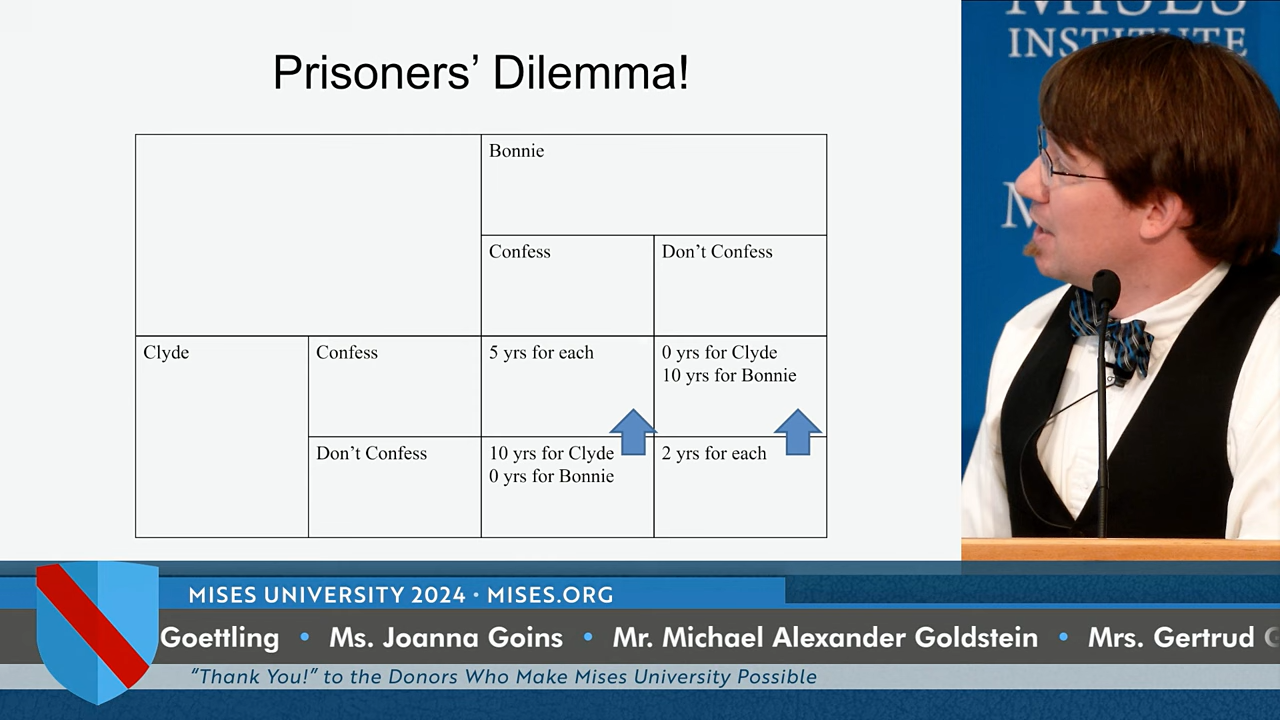 Prisoners’ Dilemma!
Bonnie
Confess
Don’t Confess
Clyde
Confess
5 yrs for each
0 yrs for Clyde
10 yrs for Bonnie
Don’t Confess
10 yrs for Clyde
0 yrs for Bonnie
2 yrs for each
MISES
INSTITUTE
MISES UNIVERSITY 2024 • MISES.ORG
Goettling • Ms. Joanna Goins • Mr. Michael Alexander Goldstein • Mrs. Gertrud
“Thank You!” to the Donors Who Make Mises University Possible